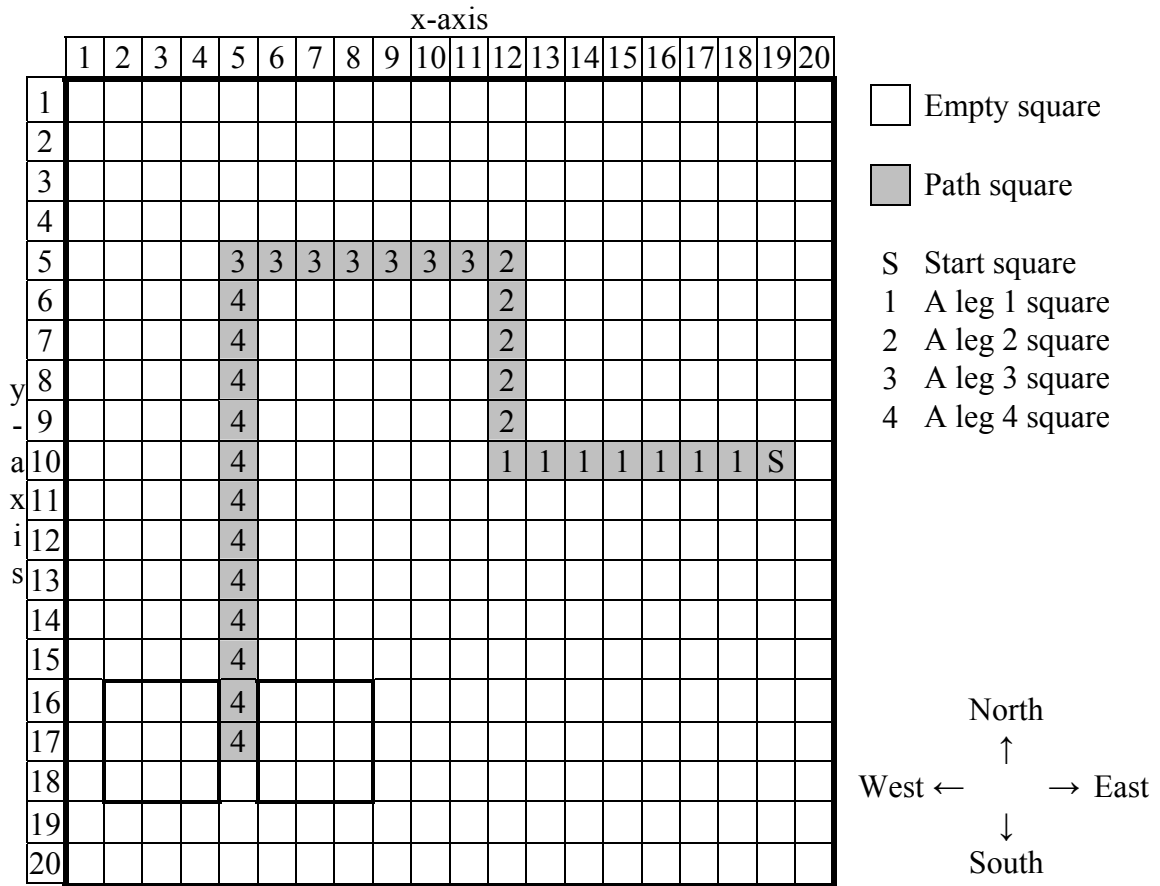 x-axis
1 2 3 4 5 6 7 8 9 10 11 12 13 14 15 16 17 18 19 20
1
2
3
4
5 3 3 3 3 3 3 3 2
6 4 2
7 4 2
8 4 2
9 4 2
10 4 1 1 1 1 1 1 1 S
11 4
12 4
13 4
14 4
15 4
16 4
17 4
18
19
20
y-axis
Empty square
Path square
S Start square
1 A leg 1 square
2 A leg 2 square
3 A leg 3 square
4 A leg 4 square
North
↑
West ← → East
↓
South